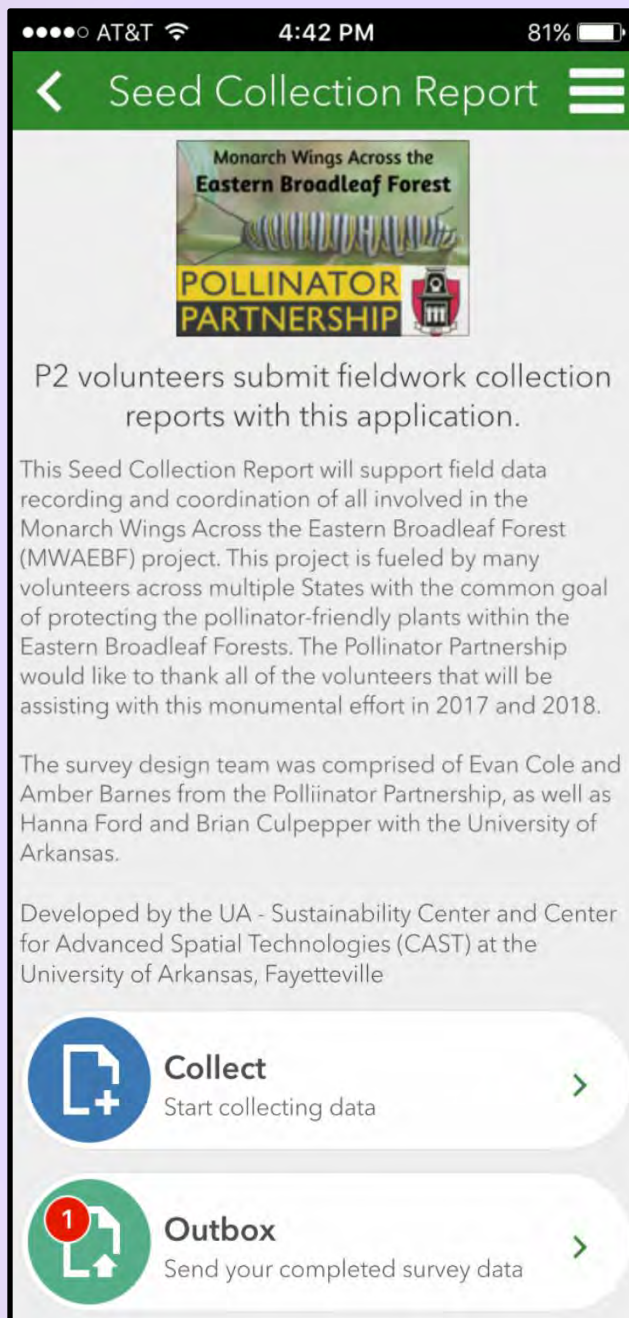 AT&T 4:42 PM 81%
Seed Collection Report
Monarch Wings Across the
Eastern Broadleaf Forest
POLLINATOR
PARTNERSHIP
P2 volunteers submit fieldwork collection
reports with this application.
This Seed Collection Report will support field data
recording and coordination of all involved in the
Monarch Wings Across the Eastern Broadleaf Forest
(MWAEBF) project. This project is fueled by many
volunteers across multiple States with the common goal
of protecting the pollinator-friendly plants within the
Eastern Broadleaf Forests. The Pollinator Partnership
would like to thank all of the volunteers that will be
assisting with this monumental effort in 2017 and 2018.
The survey design team was comprised of Evan Cole and
Amber Barnes from the Polliinator Partnership, as well as
Hanna Ford and Brian Culpepper with the University of
Arkansas.
Developed by the UA - Sustainability Center and Center
for Advanced Spatial Technologies (CAST) at the
University of Arkansas, Fayetteville
Collect
Start collecting data
1
Outbox
Send your completed survey data